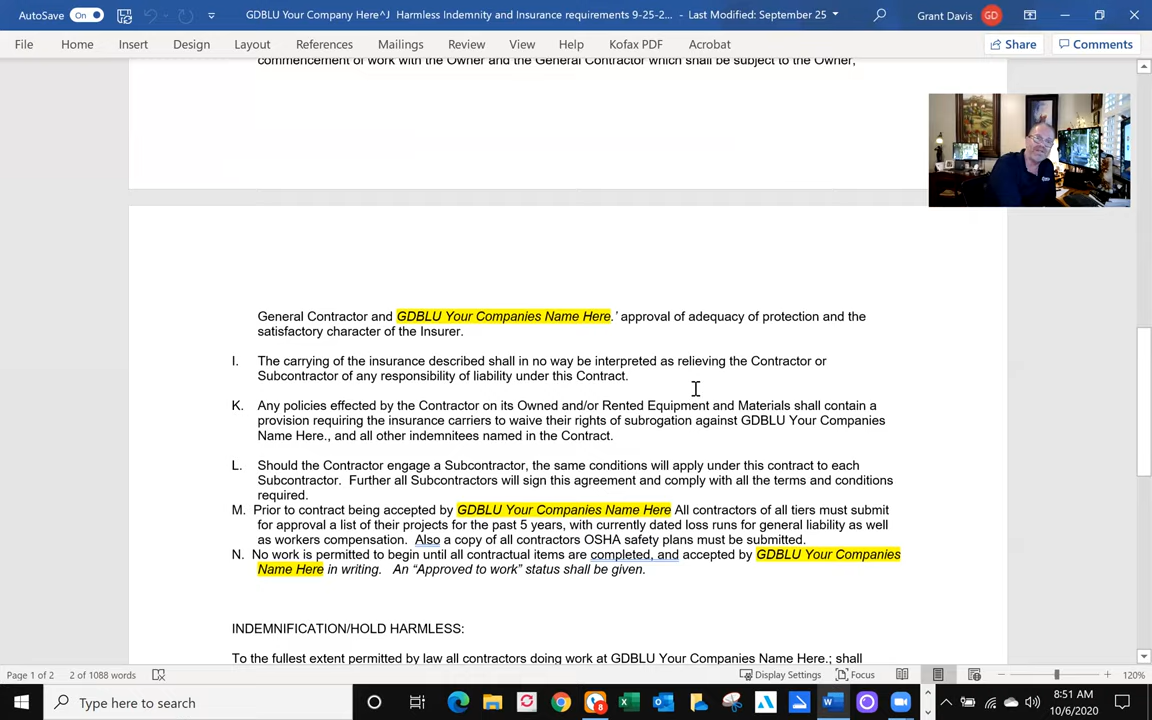 AutoSave On GDBLU Your Company Here^J Harmless Indemnity and Insurance requirements 9-25-2... - Last Modified: September 25 Grant Davis GD
File Home Insert Design Layout References Mailings Review View Help Kofax PDF Acrobat Share Comments
commencement of work with the Owner and the General Contractor which shall be subject to the Owner,
General Contractor and GDBLU Your Companies Name Here.' approval of adequacy of protection and the
satisfactory character of the Insurer.
I. The carrying of the insurance described shall in no way be interpreted as relieving the Contractor or
Subcontractor of any responsibility of liability under this Contract.
K. Any policies effected by the Contractor on its Owned and/or Rented Equipment and Materials shall contain a
provision requiring the insurance carriers to waive their rights of subrogation against GDBLU Your Companies
Name Here., and all other indemnitees named in the Contract.
L. Should the Contractor engage a Subcontractor, the same conditions will apply under this contract to each
Subcontractor. Further all Subcontractors will sign this agreement and comply with all the terms and conditions
required.
M. Prior to contract being accepted by GDBLU Your Companies Name Here All contractors of all tiers must submit
for approval a list of their projects for the past 5 years, with currently dated loss runs for general liability as well
as workers compensation. Also a copy of all contractors OSHA safety plans must be submitted.
N. No work is permitted to begin until all contractual items are completed, and accepted by GDBLU Your Companies
Name Here in writing. An “Approved to work” status shall be given.
INDEMNIFICATION/HOLD HARMLESS:
To the fullest extent permitted by law all contractors doing work at GDBLU Your Companies Name Here.; shall
Page 1 of 2 2 of 1088 words Display Settings Focus 120%
Type here to search 8:51 AM
10/6/2020